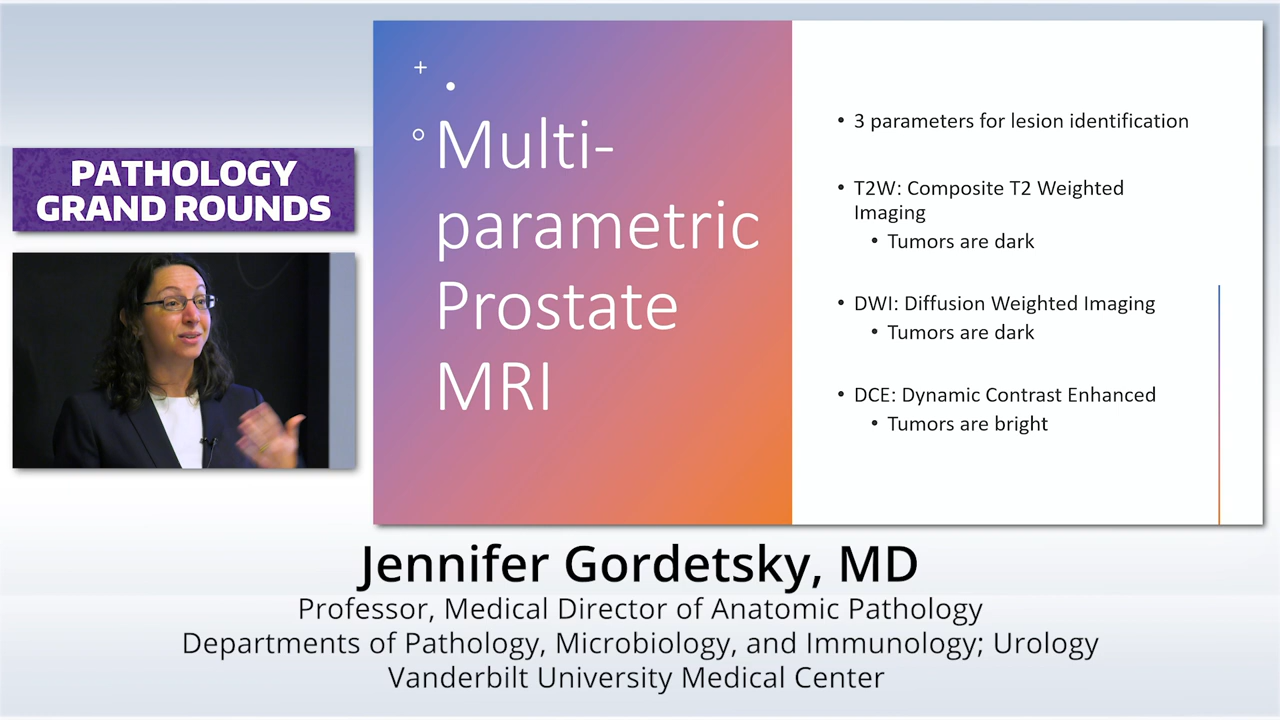 PATHOLOGY
GRAND ROUNDS
Multi-
parametric
Prostate
MRI
• 3 parameters for lesion identification
• T2W: Composite T2 Weighted
Imaging
• Tumors are dark
• DWI: Diffusion Weighted Imaging
• Tumors are dark
• DCE: Dynamic Contrast Enhanced
• Tumors are bright
Jennifer Gordetsky, MD
Professor, Medical Director of Anatomic Pathology
Departments of Pathology, Microbiology, and Immunology; Urology
Vanderbilt University Medical Center